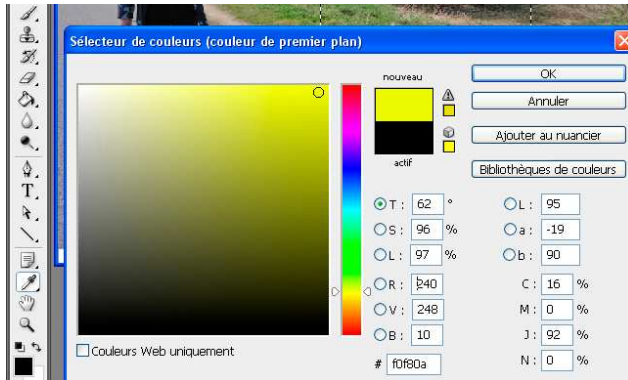 Sélecteur de couleurs (couleur de premier plan)
nouveau
actif
OK
Annuler
Ajouter au nuancier
Bibliothèques de couleurs
T : 62 °
S : 96 %
L : 97 %
R : 240
V : 248
B : 10
# f0f80a
L : 95
a : -19
b : 90
C : 16 %
M : 0 %
J : 92 %
N : 0 %
Couleurs Web uniquement